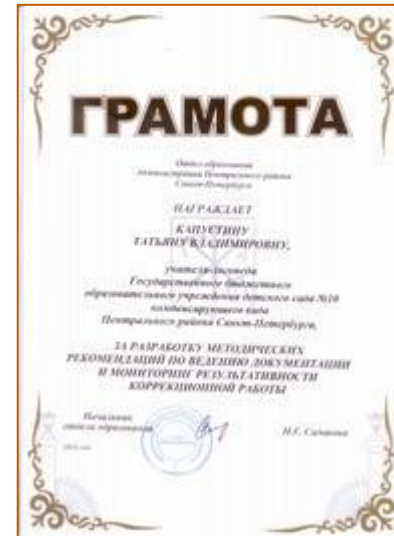 ГРАМОТА
Отдел образования
Администрации Центрального района
Санкт-Петербурга
НАГРАЖДАЕТ
КАПУСТИНУ
ТАТЬЯНУ ВЛАДИМИРОВНУ,
учителя-логопеда
Государственного бюджетного
образовательного учреждения детского сада №10
компенсирующего вида
Центрального района Санкт-Петербурга,
ЗА РАЗРАБОТКУ МЕТОДИЧЕСКИХ
РЕКОМЕНДАЦИЙ ПО ВЕДЕНИЮ ДОКУМЕНТАЦИИ
И МОНИТОРИНГ РЕЗУЛЬТАТИВНОСТИ
КОРРЕКЦИОННОЙ РАБОТЫ
Начальник
отдела образования
Н.Г.